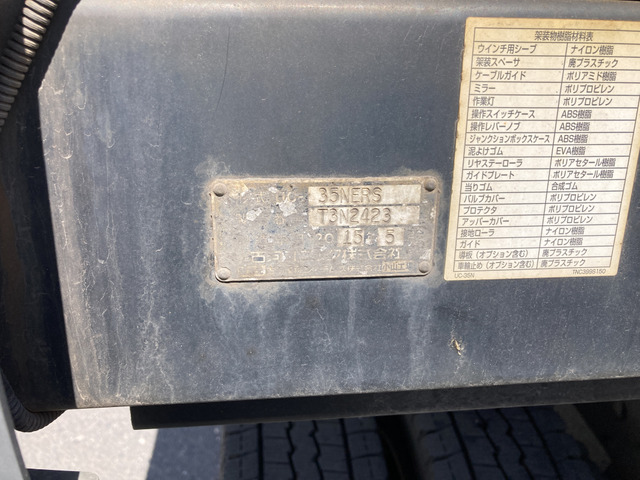 35NERS
T3N2423
15 5
架装物樹脂材料表
ウインチ用シーブ ナイロン樹脂
架装スペーサ 廃プラスチック
ケーブルガイド ポリアミド樹脂
ミラー ポリプロピレン
作業灯 ポリプロピレン
操作スイッチケース ABS樹脂
操作レバーノブ ABS樹脂
ジャンクションボックスケース ABS樹脂
泥よけゴム EVA樹脂
リヤステーローラ ポリアセタール樹脂
ガイドプレート ポリアセタール樹脂
当りゴム 合成ゴム
バルブカバー ポリプロピレン
プロテクタ ポリプロピレン
アッパーカバー ポリプロピレン
接地ローラ ナイロン樹脂
ガイド ナイロン樹脂
導板（オプション含む） 廃プラスチック
車輪止め（オプション含む） 廃プラスチック
UC-35N TNC3999150